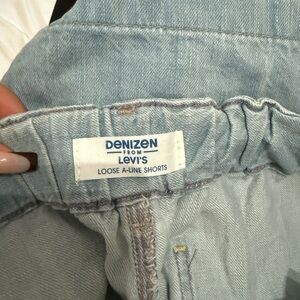 DENIZEN
FROM
LEVI'S
LOOSE A-LINE SHORTS